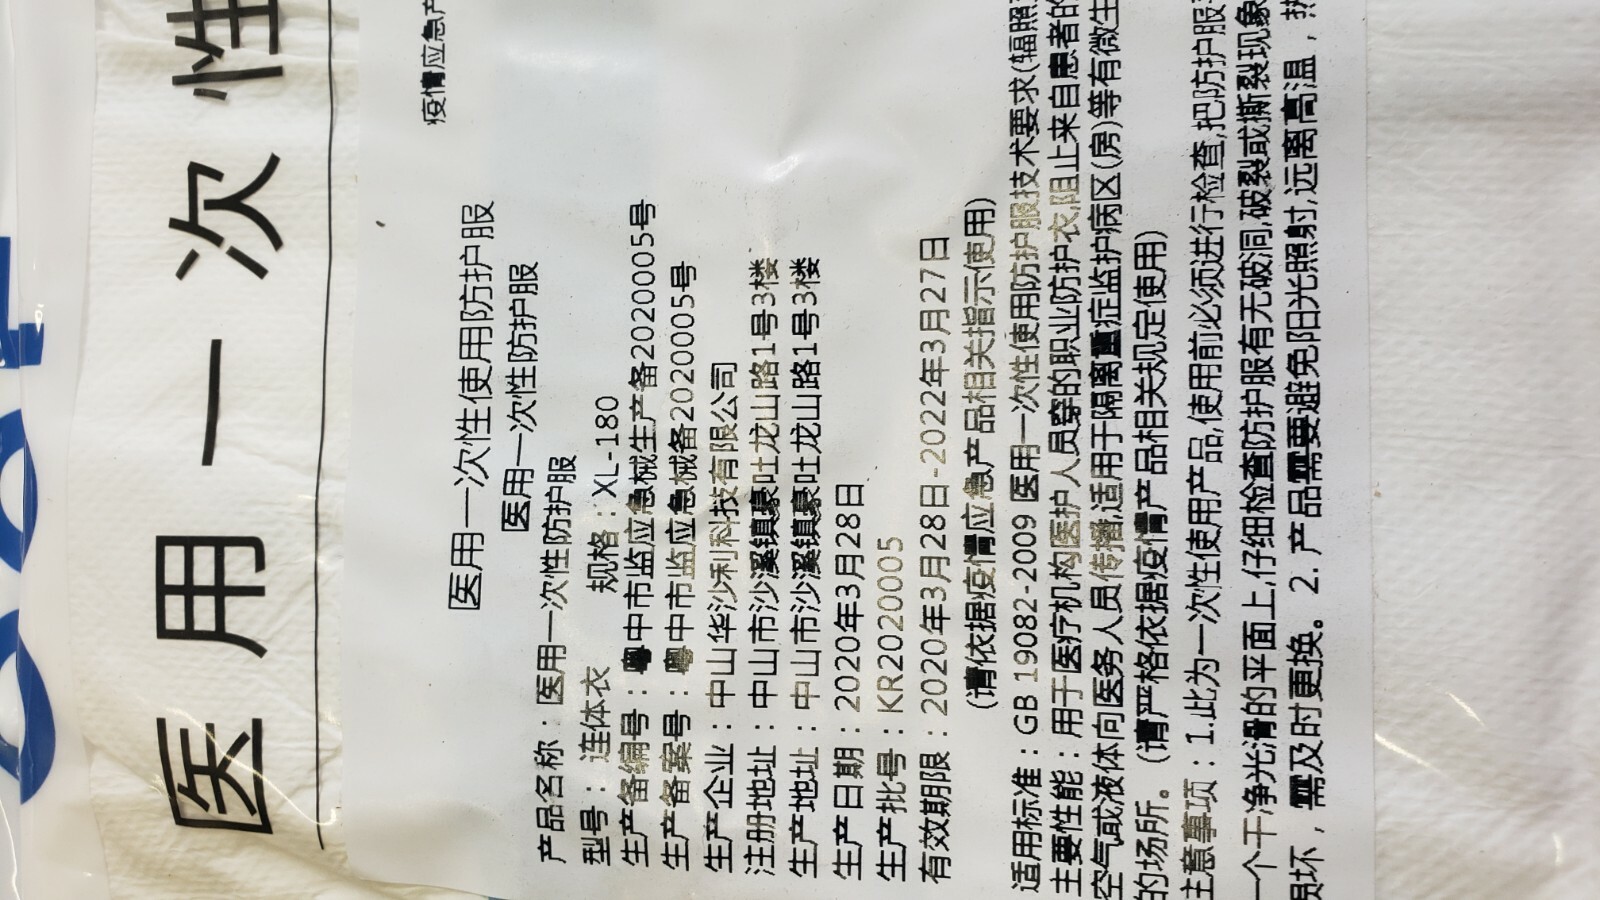 医用一次性
疫情应急产
医用一次性使用防护服
医用一次性防护服
产品名称：医用一次性防护服
型号：连体衣 规格：XL-180
生产备编号：粤中市监应急械生产备2020005号
生产备案号：粤中市监应急械备2020005号
生产企业：中山华沙利科技有限公司
注册地址：中山市沙溪镇豪吐龙山路1号3楼
生产地址：中山市沙溪镇豪吐龙山路1号3楼
生产日期：2020年3月28日
生产批号：KR2020005
有效期限：2020年3月28日-2022年3月27日
(请依据疫情应急产品相关指示使用)
适用标准：GB 19082-2009 医用一次性使用防护服技术要求(辐照
主要性能：用于医疗机构医护人员穿的职业防护衣,阻止来自患者的
空气或液体向医务人员传播,适用于隔离重症监护病区(房)等有微生
的场所。(请严格依据疫情产品相关规定使用)
主意事项：1.此为一次性使用产品,使用前必须进行检查,把防护服
一个干净光滑的平面上,仔细检查防护服有无破洞,破裂或撕裂现象
员坏，需及时更换。2.产品需要避免阳光照射,远离高温，